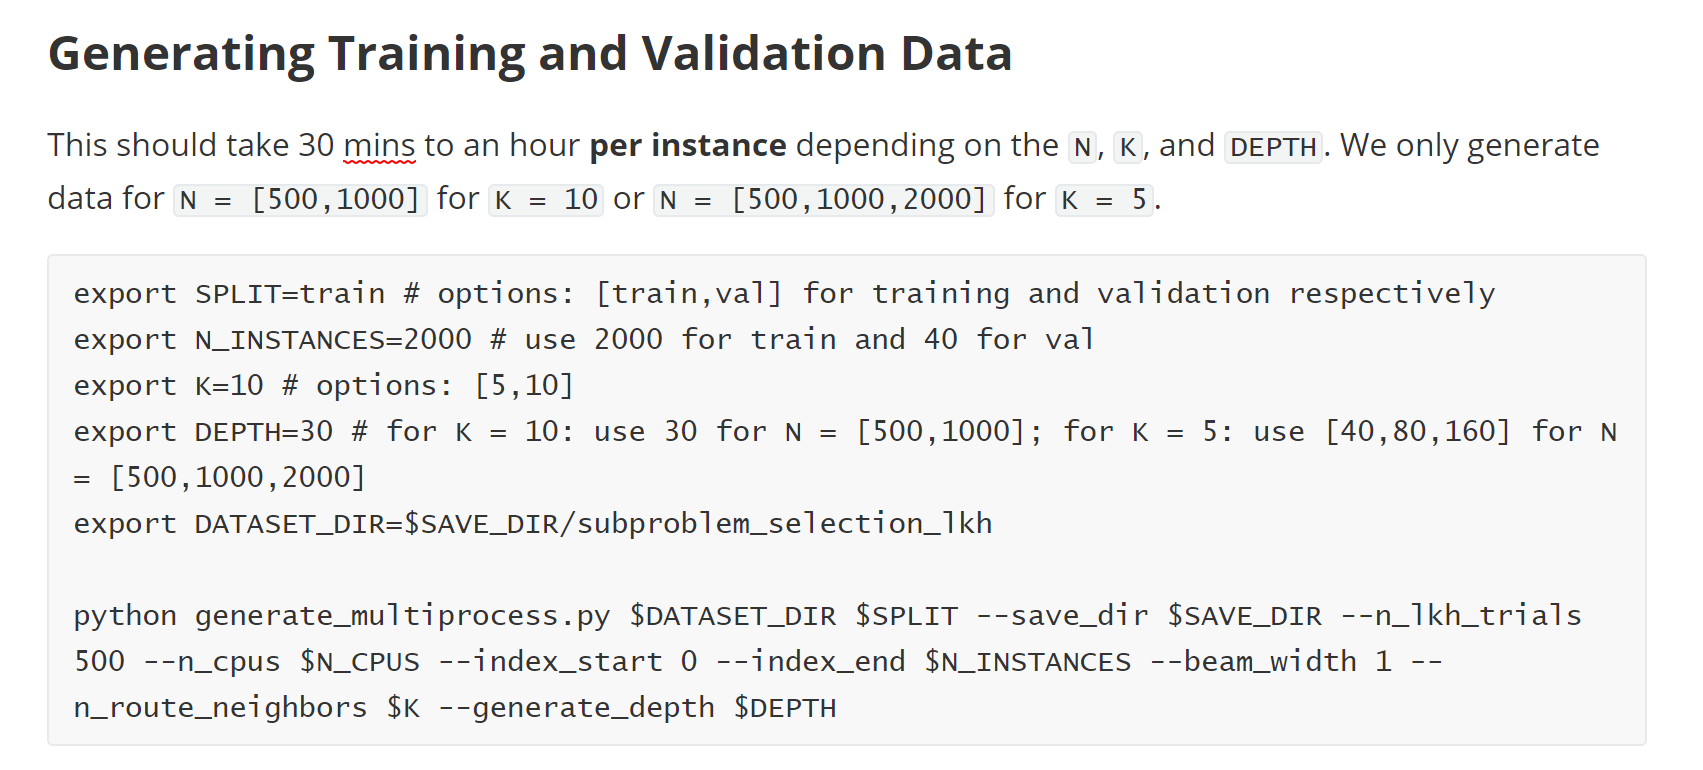 Generating Training and Validation Data
This should take 30 mins to an hour per instance depending on the N, K, and DEPTH. We only generate
data for N = [500,1000] for K = 10 or N = [500,1000,2000] for K = 5.
export SPLIT=train # options: [train,val] for training and validation respectively
export N_INSTANCES=2000 # use 2000 for train and 40 for val
export K=10 # options: [5,10]
export DEPTH=30 # for K = 10: use 30 for N = [500,1000]; for K = 5: use [40,80,160] for N
= [500,1000,2000]
export DATASET_DIR=$SAVE_DIR/subproblem_selection_lkh
python generate_multiprocess.py $DATASET_DIR $SPLIT --save_dir $SAVE_DIR --n_lkh_trials
500 --n_cpus $N_CPUS --index_start 0 --index_end $N_INSTANCES --beam_width 1 --
n_route_neighbors $K --generate_depth $DEPTH